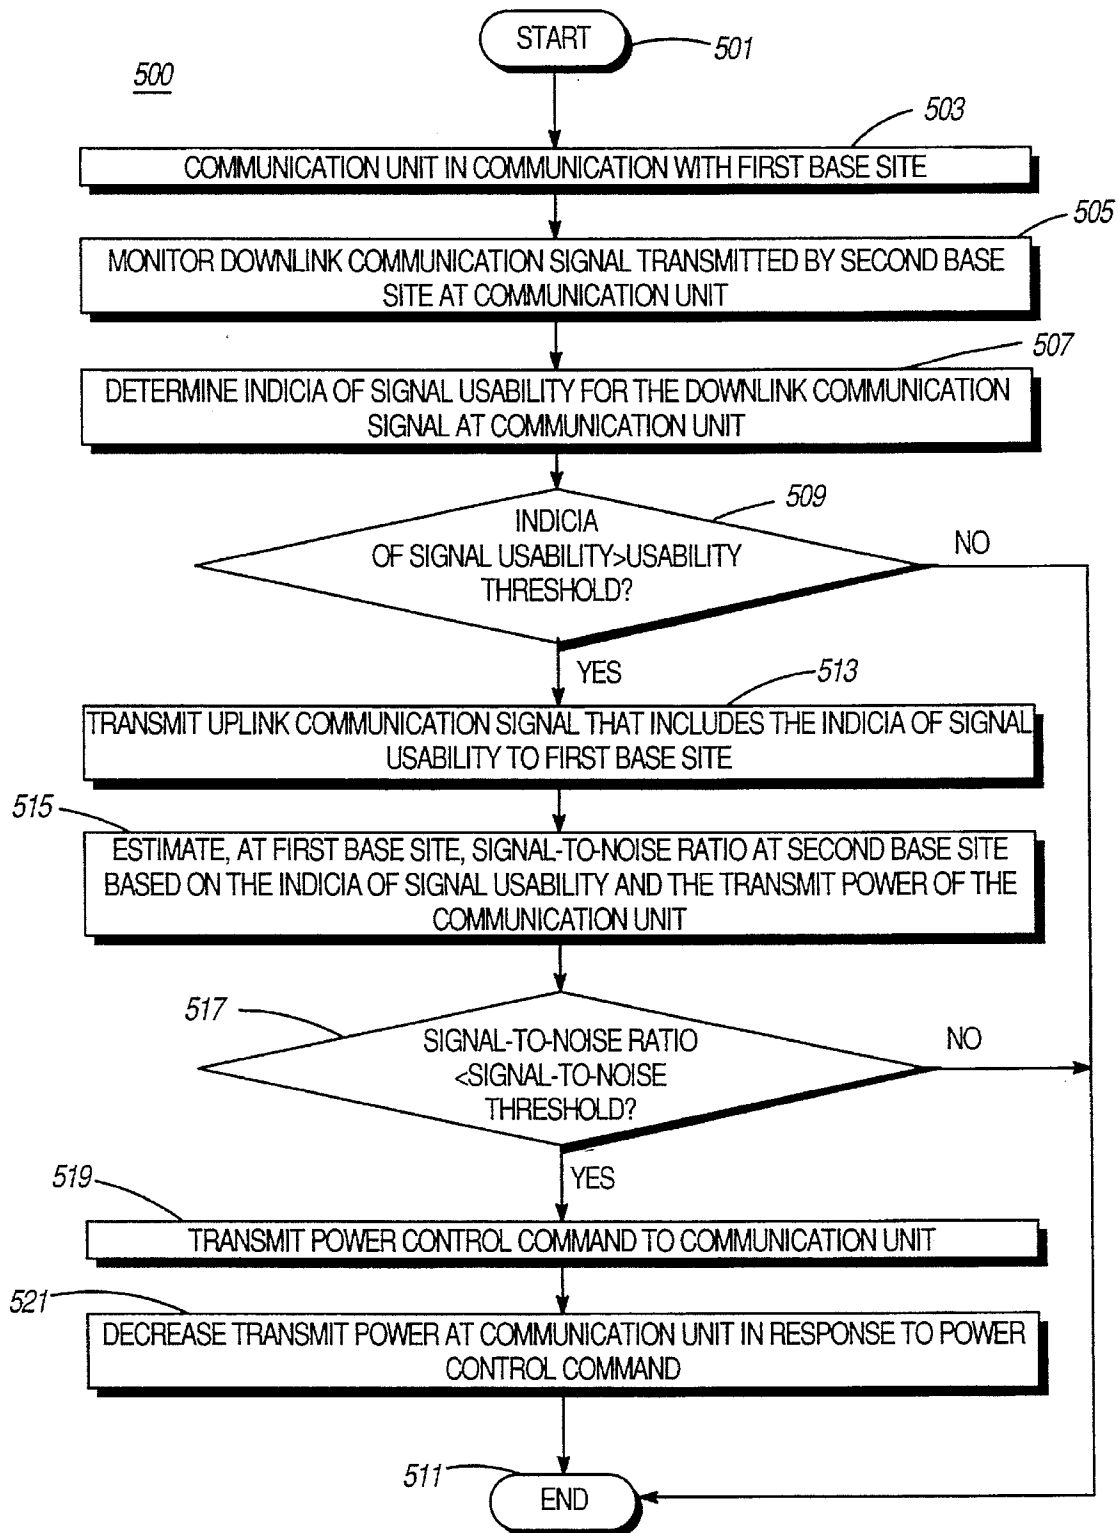 START
501
500
503
COMMUNICATION UNIT IN COMMUNICATION WITH FIRST BASE SITE
505
MONITOR DOWNLINK COMMUNICATION SIGNAL TRANSMITTED BY SECOND BASE
SITE AT COMMUNICATION UNIT
507
DETERMINE INDICIA OF SIGNAL USABILITY FOR THE DOWNLINK COMMUNICATION
SIGNAL AT COMMUNICATION UNIT
509
INDICIA
OF SIGNAL USABILITY>USABILITY
THRESHOLD?
NO
YES
513
TRANSMIT UPLINK COMMUNICATION SIGNAL THAT INCLUDES THE INDICIA OF SIGNAL
USABILITY TO FIRST BASE SITE
515
ESTIMATE, AT FIRST BASE SITE, SIGNAL-TO-NOISE RATIO AT SECOND BASE SITE
BASED ON THE INDICIA OF SIGNAL USABILITY AND THE TRANSMIT POWER OF THE
COMMUNICATION UNIT
517
SIGNAL-TO-NOISE RATIO
<SIGNAL-TO-NOISE
THRESHOLD?
NO
YES
519
TRANSMIT POWER CONTROL COMMAND TO COMMUNICATION UNIT
521
DECREASE TRANSMIT POWER AT COMMUNICATION UNIT IN RESPONSE TO POWER
CONTROL COMMAND
511
END